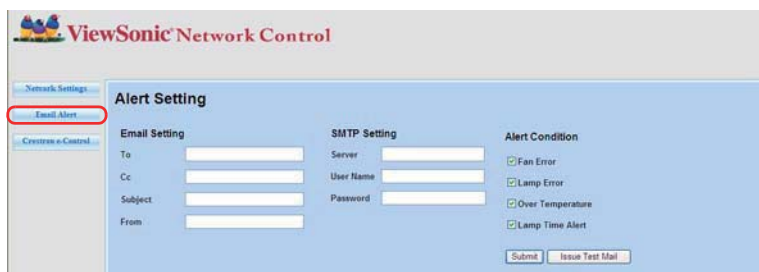 ViewSonic® Network Control
Network Settings
Email Alert
Crestron e-Control
Alert Setting
Email Setting
To
Cc
Subject
From
SMTP Setting
Server
User Name
Password
Alert Condition
Fan Error
Lamp Error
Over Temperature
Lamp Time Alert
Submit
Issue Test Mail